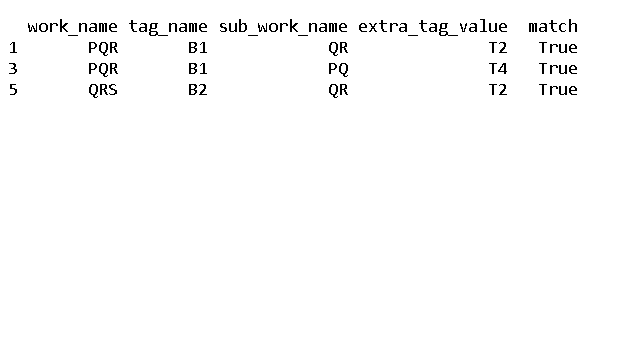 work_name tag_name sub_work_name extra_tag_value match
1 PQR B1 QR T2 True
3 PQR B1 PQ T4 True
5 QRS B2 QR T2 True